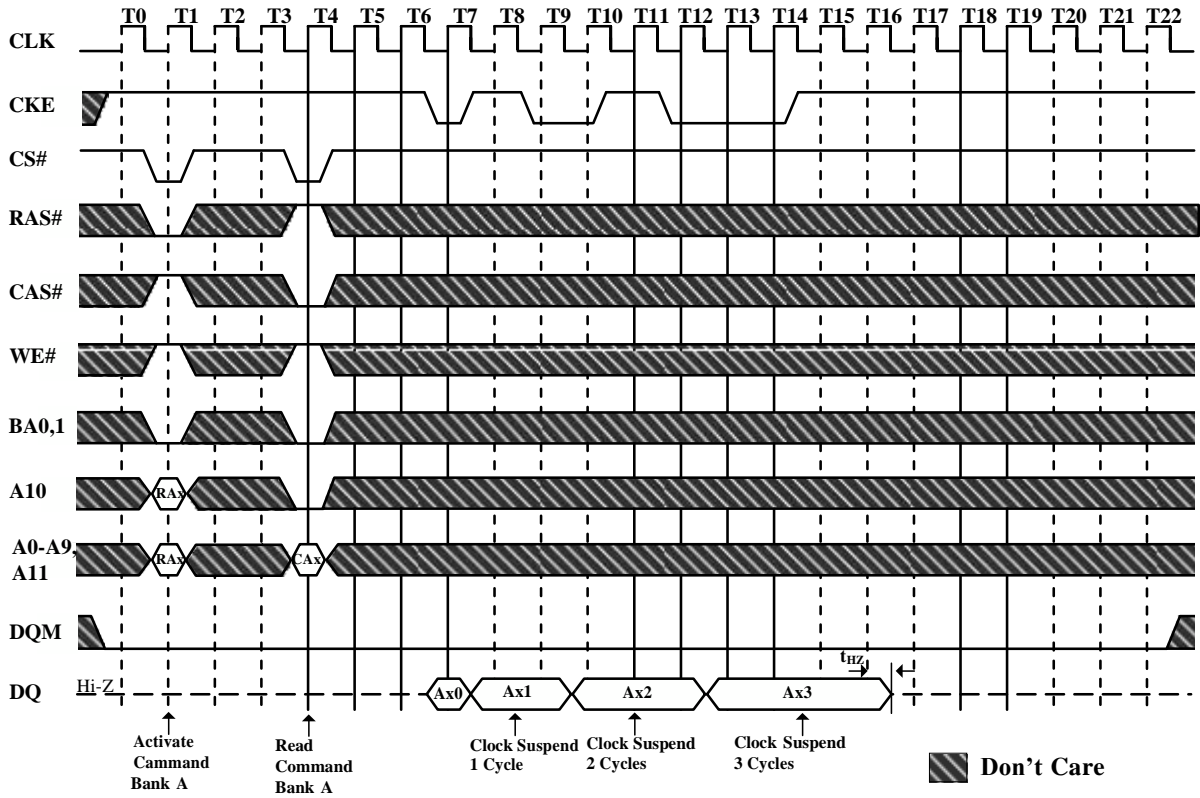 T0 T1 T2 T3 T4 T5 T6 T7 T8 T9 T10 T11 T12 T13 T14 T15 T16 T17 T18 T19 T20 T21 T22
CLK
CKE
CS#
RAS#
CAS#
WE#
BA0,1
A10
RAx
A0-A9,
A11
RAx
CAx
DQM
tHZ
DQ
Hi-Z
Ax0
Ax1
Ax2
Ax3
Activate
Cammand
Bank A
Read
Command
Bank A
Clock Suspend
1 Cycle
Clock Suspend
2 Cycles
Clock Suspend
3 Cycles
Don't Care